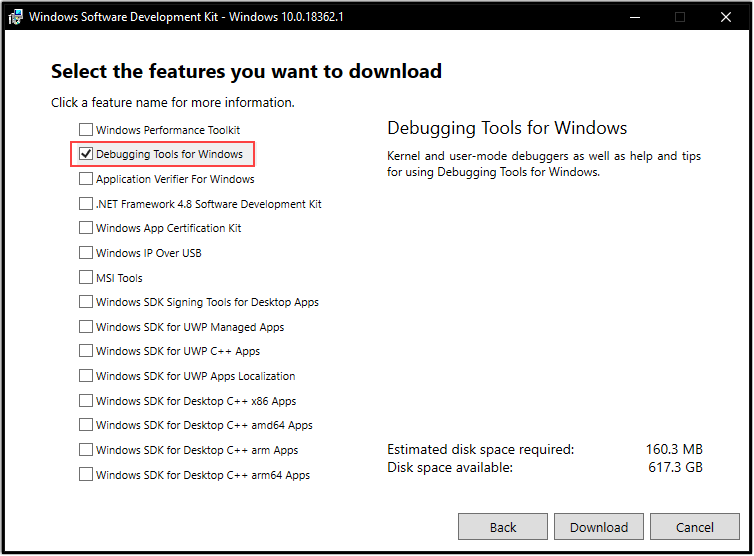 Windows Software Development Kit - Windows 10.0.18362.1
Select the features you want to download
Click a feature name for more information.
Windows Performance Toolkit
Debugging Tools for Windows
Application Verifier For Windows
.NET Framework 4.8 Software Development Kit
Windows App Certification Kit
Windows IP Over USB
MSI Tools
Windows SDK Signing Tools for Desktop Apps
Windows SDK for UWP Managed Apps
Windows SDK for UWP C++ Apps
Windows SDK for UWP Apps Localization
Windows SDK for Desktop C++ x86 Apps
Windows SDK for Desktop C++ amd64 Apps
Windows SDK for Desktop C++ arm Apps
Windows SDK for Desktop C++ arm64 Apps
Debugging Tools for Windows
Kernel and user-mode debuggers as well as help and tips
for using Debugging Tools for Windows.
Estimated disk space required: 160.3 MB
Disk space available: 617.3 GB
Back Download Cancel